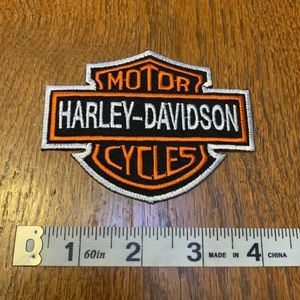 MOTOR
HARLEY-DAVIDSON
CYCLES
1 60in 2 3 MADE IN 4 CHINA